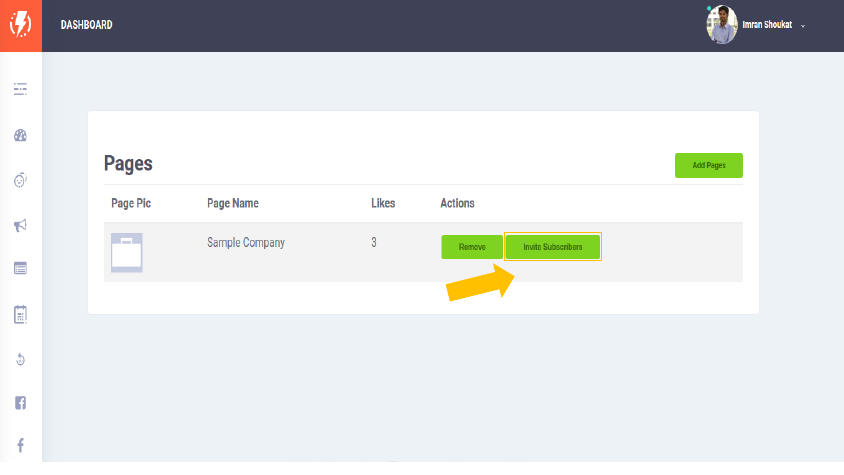 DASHBOARD
Imran Shoukat
Pages
Add Pages
Page Pic Page Name Likes Actions
Sample Company 3 Remove Invite Subscribers